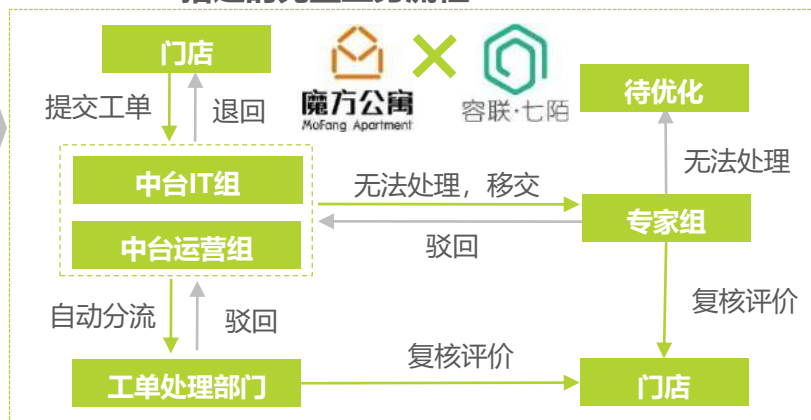 门店
魔方公寓
MoFang Apartment
容联·七陌
待优化
提交工单
退回
无法处理
中台IT组
无法处理，移交
专家组
中台运营组
驳回
自动分流
驳回
复核评价
复核评价
工单处理部门
门店